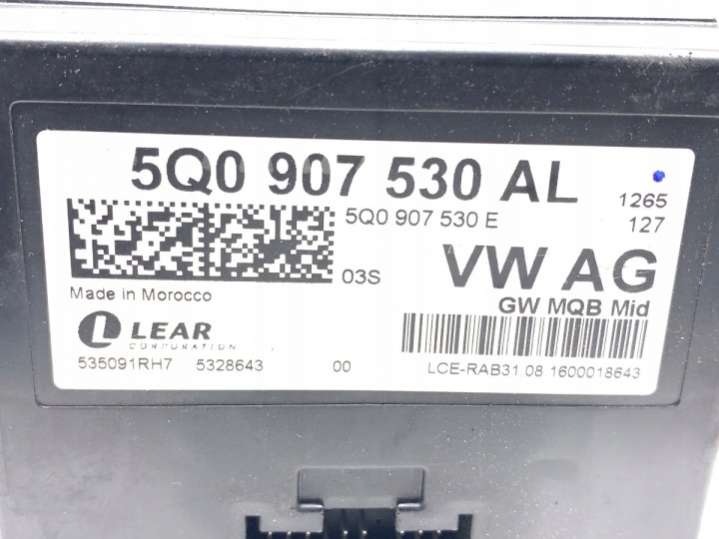 5Q0 907 530 AL
1265
5Q0 907 530 E
127
03S
VW AG
Made in Morocco
GW MQB Mid
LEAR
CORPORATION
535091RH7 5328643 00
LCE-RAB31 08 1600018643